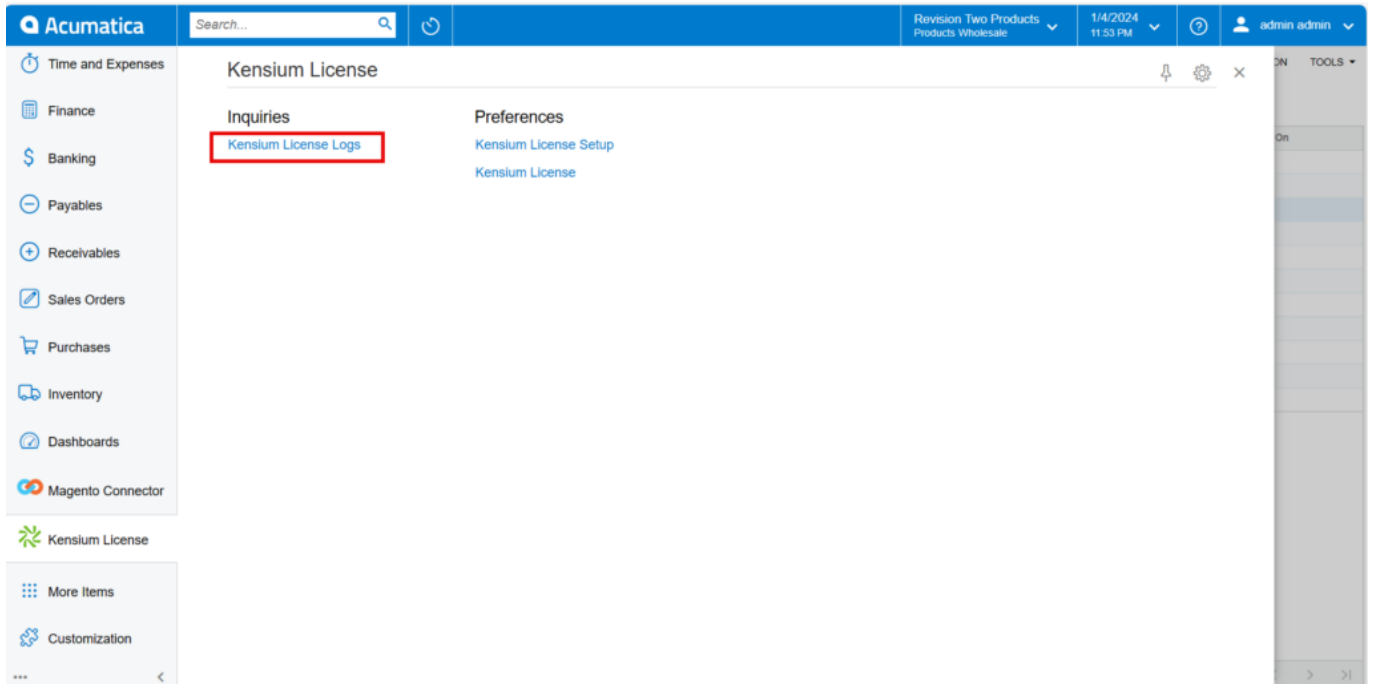 Acumatica
Search...
Revision Two Products
Products Wholesale
1/4/2024
11:53 PM
admin admin
Time and Expenses
Finance
Banking
Payables
Receivables
Sales Orders
Purchases
Inventory
Dashboards
Magento Connector
Kensium License
More Items
Customization
Kensium License
Inquiries
Kensium License Logs
Preferences
Kensium License Setup
Kensium License
ON TOOLS
On